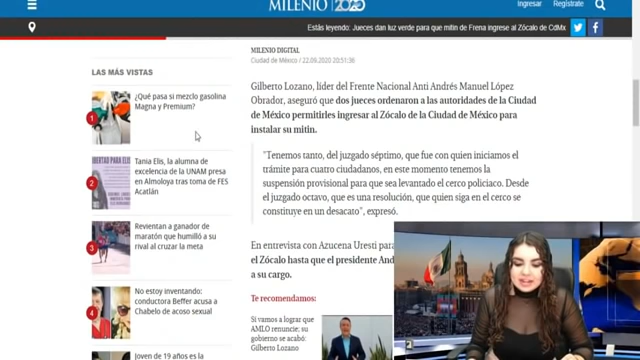 MILENIO 2020
Ingresar
Regístrate
Estás leyendo: Jueces dan luz verde para que mitin de Frena ingrese al Zócalo de CdMx
MILENIO DIGITAL
Ciudad de México / 22.09.2020 20:51:38
LAS MÁS VISTAS
1
¿Qué pasa si mezclo gasolina
Magna y Premium?
2
Tania Elis, la alumna de
excelencia de la UNAM presa
en Almoloya tras toma de FES
Acatlán
3
Revientan a ganador de
maratón que humilló a su
rival al cruzar la meta
4
No estoy inventando:
conductora Beffer acusa a
Chabelo de acoso sexual
Joven de 19 años es la
Gilberto Lozano, líder del Frente Nacional Anti Andrés Manuel López
Obrador, aseguró que dos jueces ordenaron a las autoridades de la Ciudad
de México permitirles ingresar al Zócalo de la Ciudad de México para
instalar su mitin.
"Tenemos tanto, del juzgado séptimo, que fue con quien iniciamos el
trámite para cuatro ciudadanos, en este momento tenemos la
suspensión provisional para que sea levantado el cerco policiaco. Desde
el juzgado octavo, que es una resolución, que quien siga en el cerco se
constituye en un desacato", expresó.
En entrevista con Azucena Uresti para
el Zócalo hasta que el presidente And
a su cargo.
Te recomendamos:
Si vamos a lograr que
AMLO renuncie; su
gobierno se acabó:
Gilberto Lozano